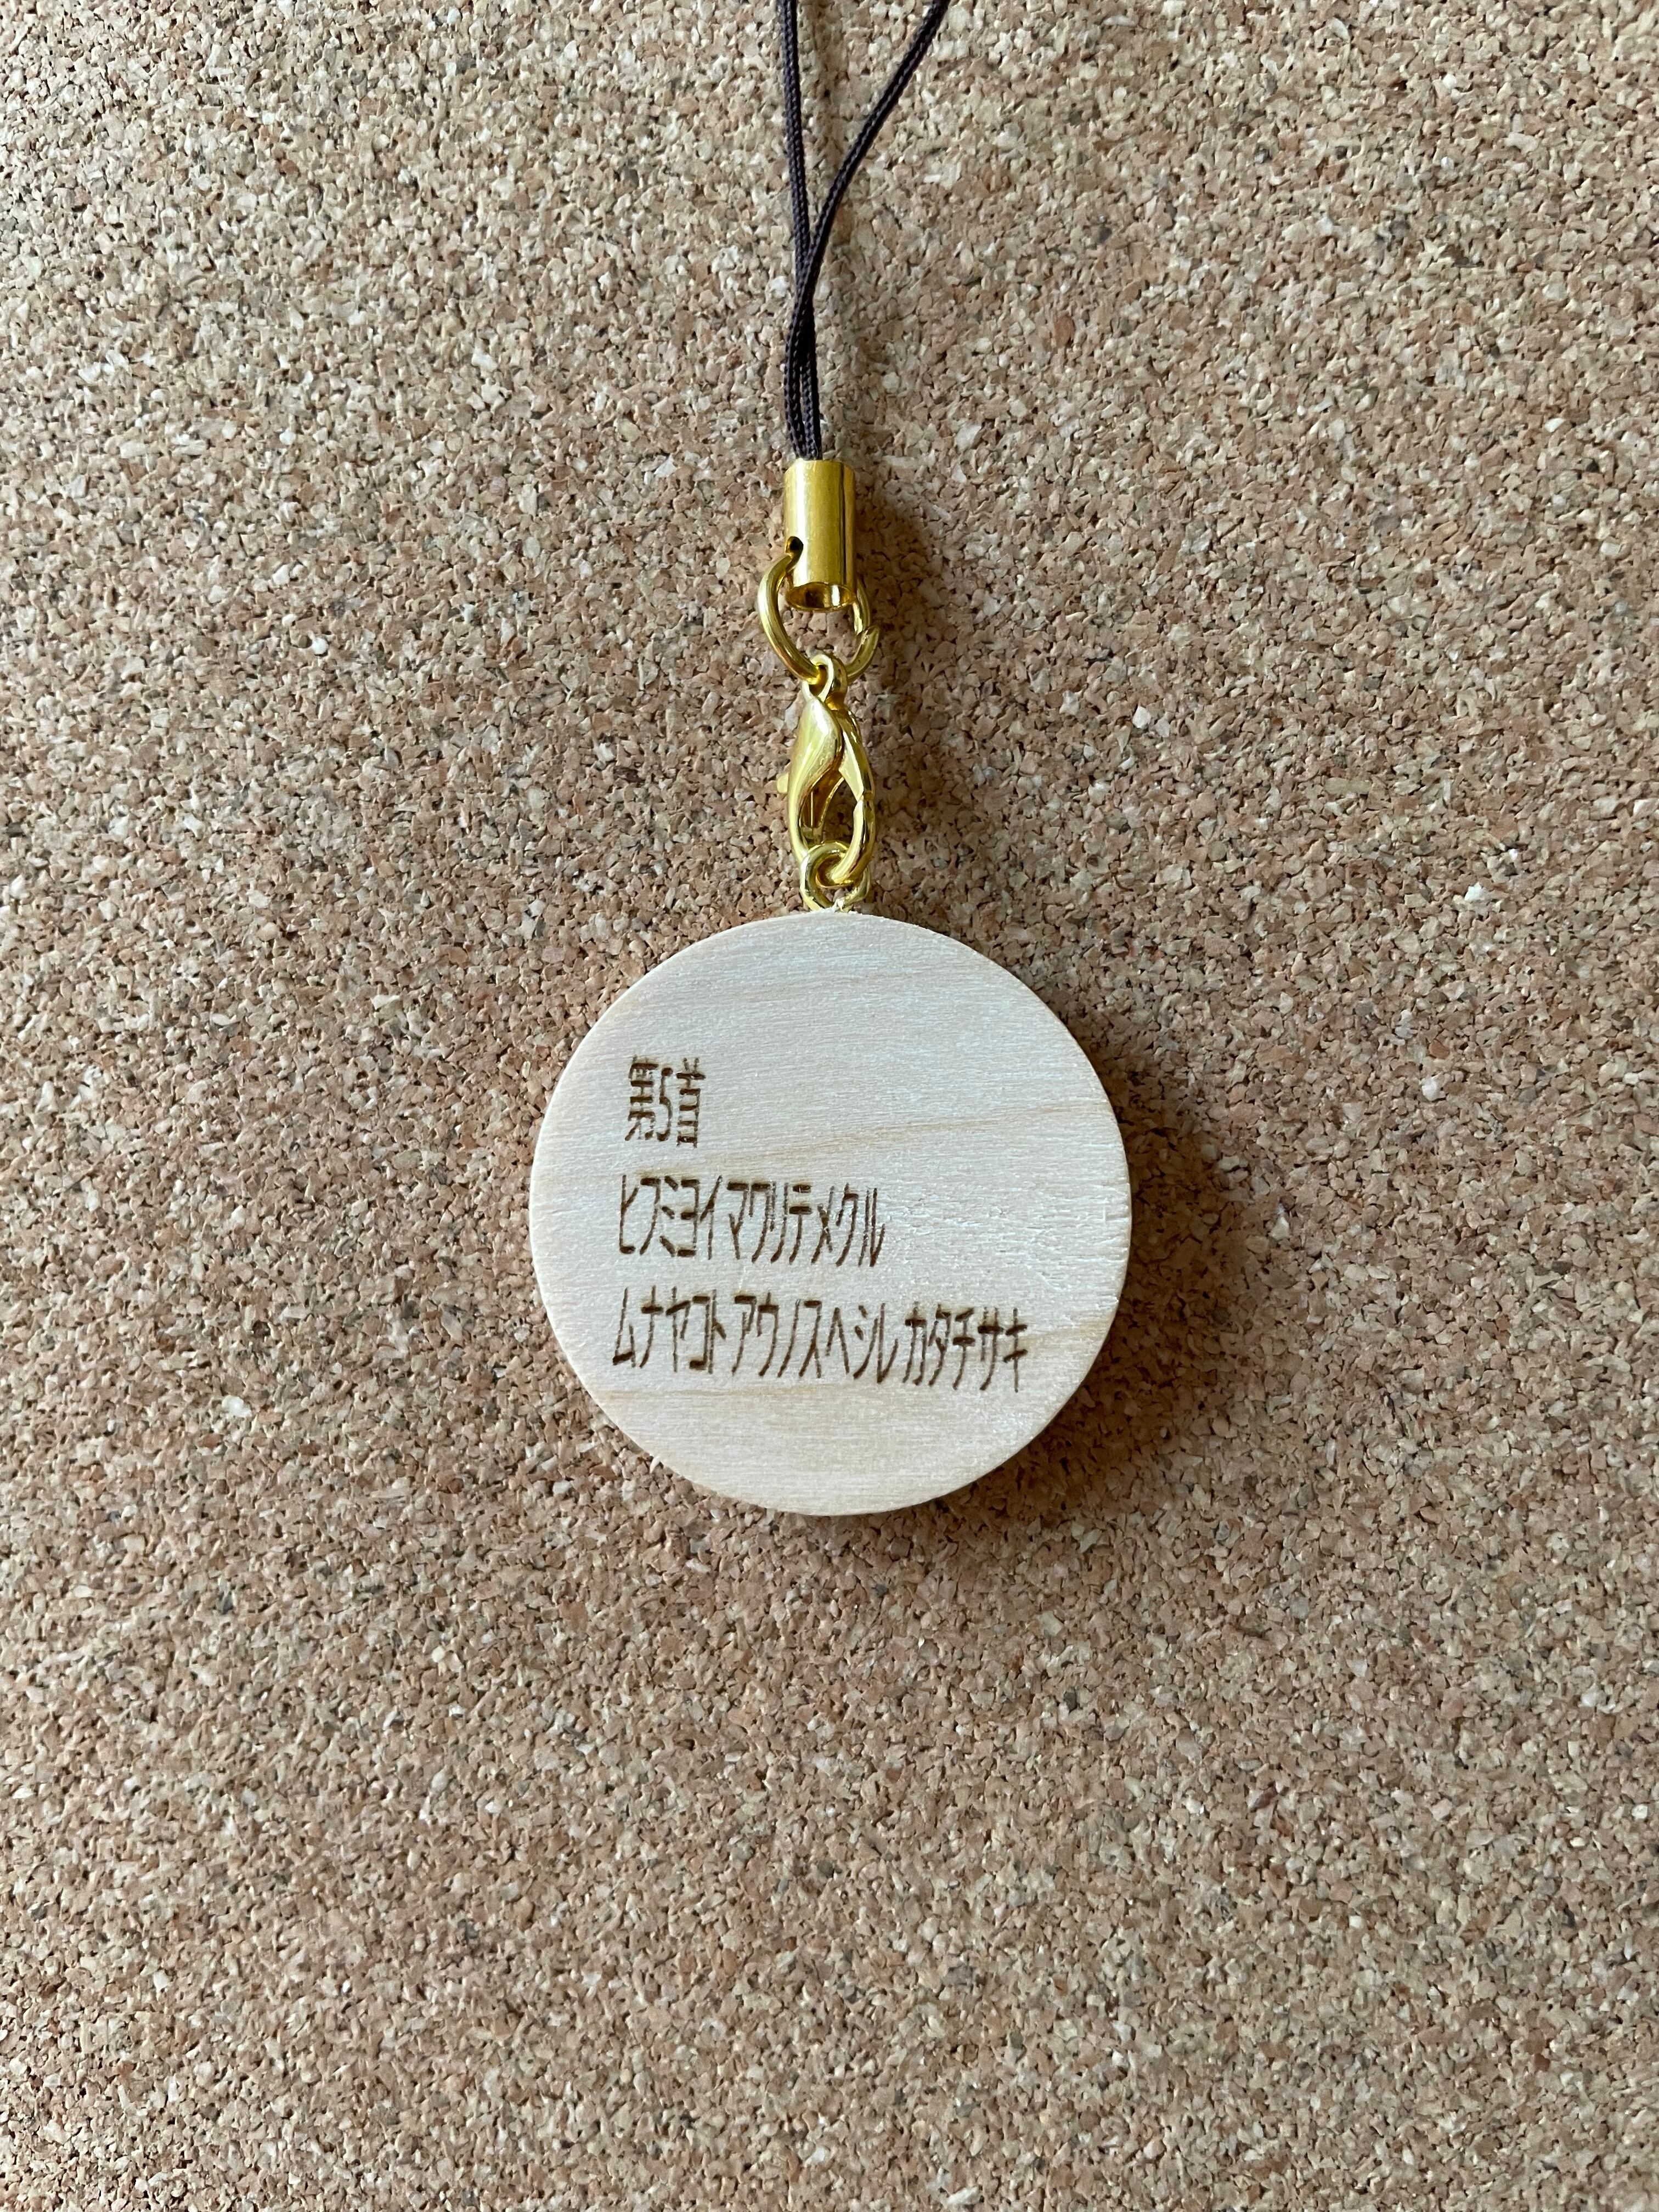 第5首
ヒフミヨイマワリテメクル
ムナヤコトアウノスヘシレカタチサキ